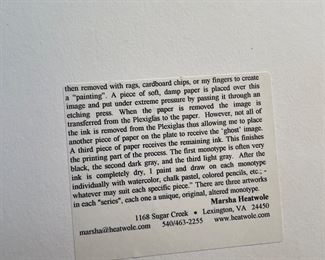 then removed with rags, cardboard chips, or my fingers to create
a "painting". A piece of soft, damp paper is placed over this
image and put under extreme pressure by passing it through an
etching press. When the paper is removed the image is
transferred from the Plexiglas to the paper. However, not all of
the ink is removed from the Plexiglas thus allowing me to place
another piece of paper on the plate to receive the 'ghost' image.
A third piece of paper receives the remaining ink. This finishes
the printing part of the process. The first monotype is often very
black, the second dark gray, and the third light gray. After the
ink is completely dry, I paint and draw on each monotype
individually with watercolor, chalk pastel, colored pencils, etc.; -
whatever may suit each specific piece." There are three artworks
in each "series", each one a unique, original, altered monotype.
Marsha Heatwole
1168 Sugar Creek • Lexington, VA 24450
marsha@heatwole.com 540/463-2255 www.heatwole.com